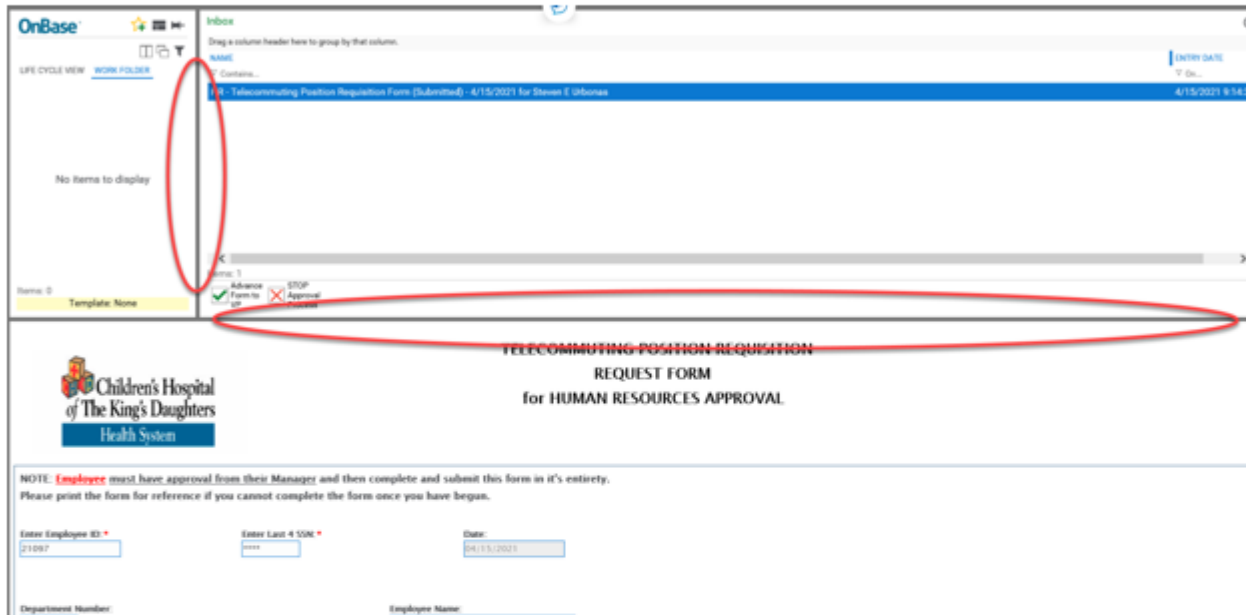 OnBase
LIFE CYCLE VIEW WORK FOLDER
No items to display
Items: 0
Template: None
Inbox
Drag a column header here to group by that column.
NAME ENTRY DATE
Contains... On...
HR - Telecommuting Position Requisition Form (Submitted) - 4/15/2021 for Steven E Urbonas 4/15/2021 9:14:
Items: 1
Advance
Form to
VP
STOP
Approval
Process
TELECOMMUTING POSITION REQUISITION
REQUEST FORM
for HUMAN RESOURCES APPROVAL
Children's Hospital
of The King's Daughters
Health System
NOTE: Employee must have approval from their Manager and then complete and submit this form in it's entirety.
Please print the form for reference if you cannot complete the form once you have begun.
Enter Employee ID: * Enter Last 4 SSN: * Date:
21097 **** 04/15/2021
Department Number: Employee Name: